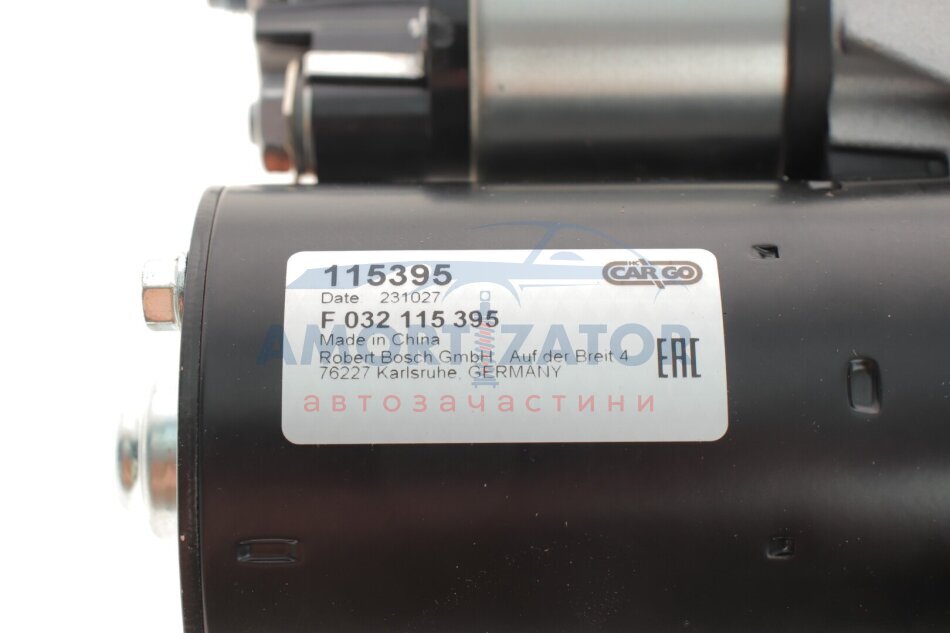 115395
HC CARGO
Date 231027
F 032 115 395
AMORTIZATOR
Made in China
Robert Bosch GmbH, Auf der Breit 4
76227 Karlsruhe, GERMANY
EAC
автозачастини